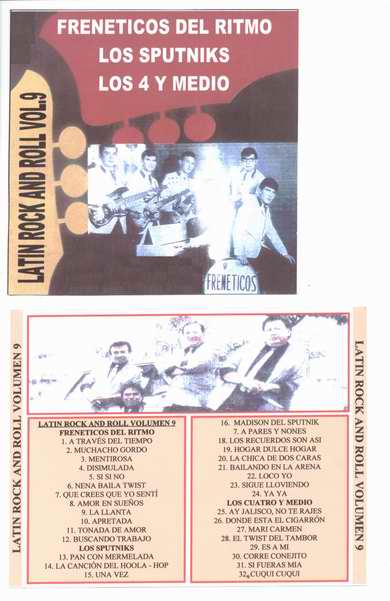 FRENETICOS DEL RITMO
LOS SPUTNIKS
LOS 4 Y MEDIO
LATIN ROCK AND ROLL VOL.9
FRENETICOS
LATIN ROCK AND ROLL VOLUMEN 9
LATIN ROCK AND ROLL VOLUMEN 9
FRENETICOS DEL RITMO
1. A TRAVÉS DEL TIEMPO
2. MUCHACHO GORDO
3. MENTIROSA
4. DISIMULADA
5. SI SI NO
6. NENA BAILA TWIST
7. QUE CREES QUE YO SENTÍ
8. AMOR EN SUEÑOS
9. LA LLANTA
10. APRETADA
11. TONADA DE AMOR
12. BUSCANDO TRABAJO
LOS SPUTNIKS
13. PAN CON MERMELADA
14. LA CANCIÓN DEL HOOLA - HOP
15. UNA VEZ
16. MADISON DEL SPUTNIK
7. A PARES Y NONES
18. LOS RECUERDOS SON ASI
19. HOGAR DULCE HOGAR
20. LA CHICA DE DOS CARAS
21. BAILANDO EN LA ARENA
22. LOCO YO
23. SIGUE LLOVIENDO
24. YA YA
LOS CUATRO Y MEDIO
25. AY JALISCO, NO TE RAJES
26. DONDE ESTA EL CIGARRÓN
27. MARI CARMEN
28. EL TWIST DEL TAMBOR
29. ES A MI
30. CORRE CONEJITO
31. SI FUERAS MIA
32. CUQUI CUQUI
LATIN ROCK AND ROLL VOLUMEN 9